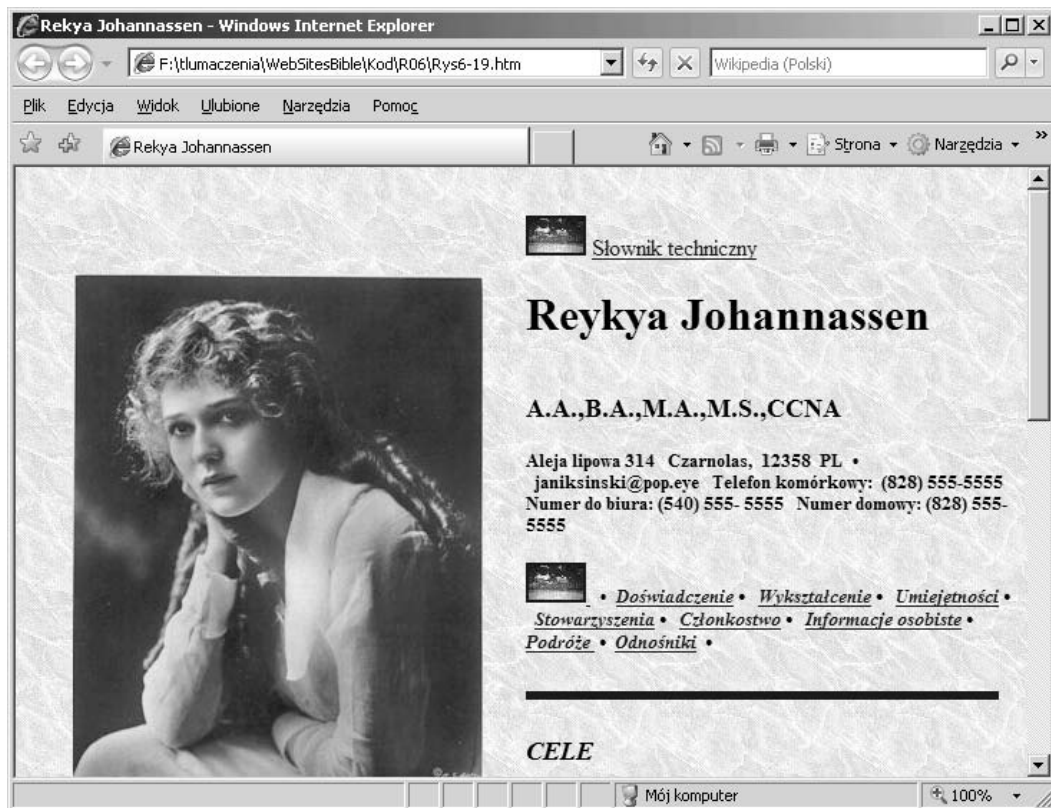 Rekya Johannassen - Windows Internet Explorer
F:\tlumaczenia\WebSitesBible\Kod\R06\Rys6-19.htm
Wikipedia (Polski)
Plik Edycja Widok Ulubione Narzędzia Pomoc
Rekya Johannassen
Strona Narzędzia »
Słownik techniczny
Reykya Johannassen
A.A.,B.A.,M.A.,M.S.,CCNA
Aleja lipowa 314 Czarnolas, 12358 PL •
janiksinski@pop.eye Telefon komórkowy: (828) 555-5555
Numer do biura: (540) 555- 5555 Numer domowy: (828) 555-
5555
• Doświadczenie • Wykształcenie • Umiejętności •
Stowarzyszenia • Członkostwo • Informacje osobiste •
Podróże • Odnośniki •
CELE
Mój komputer
100%